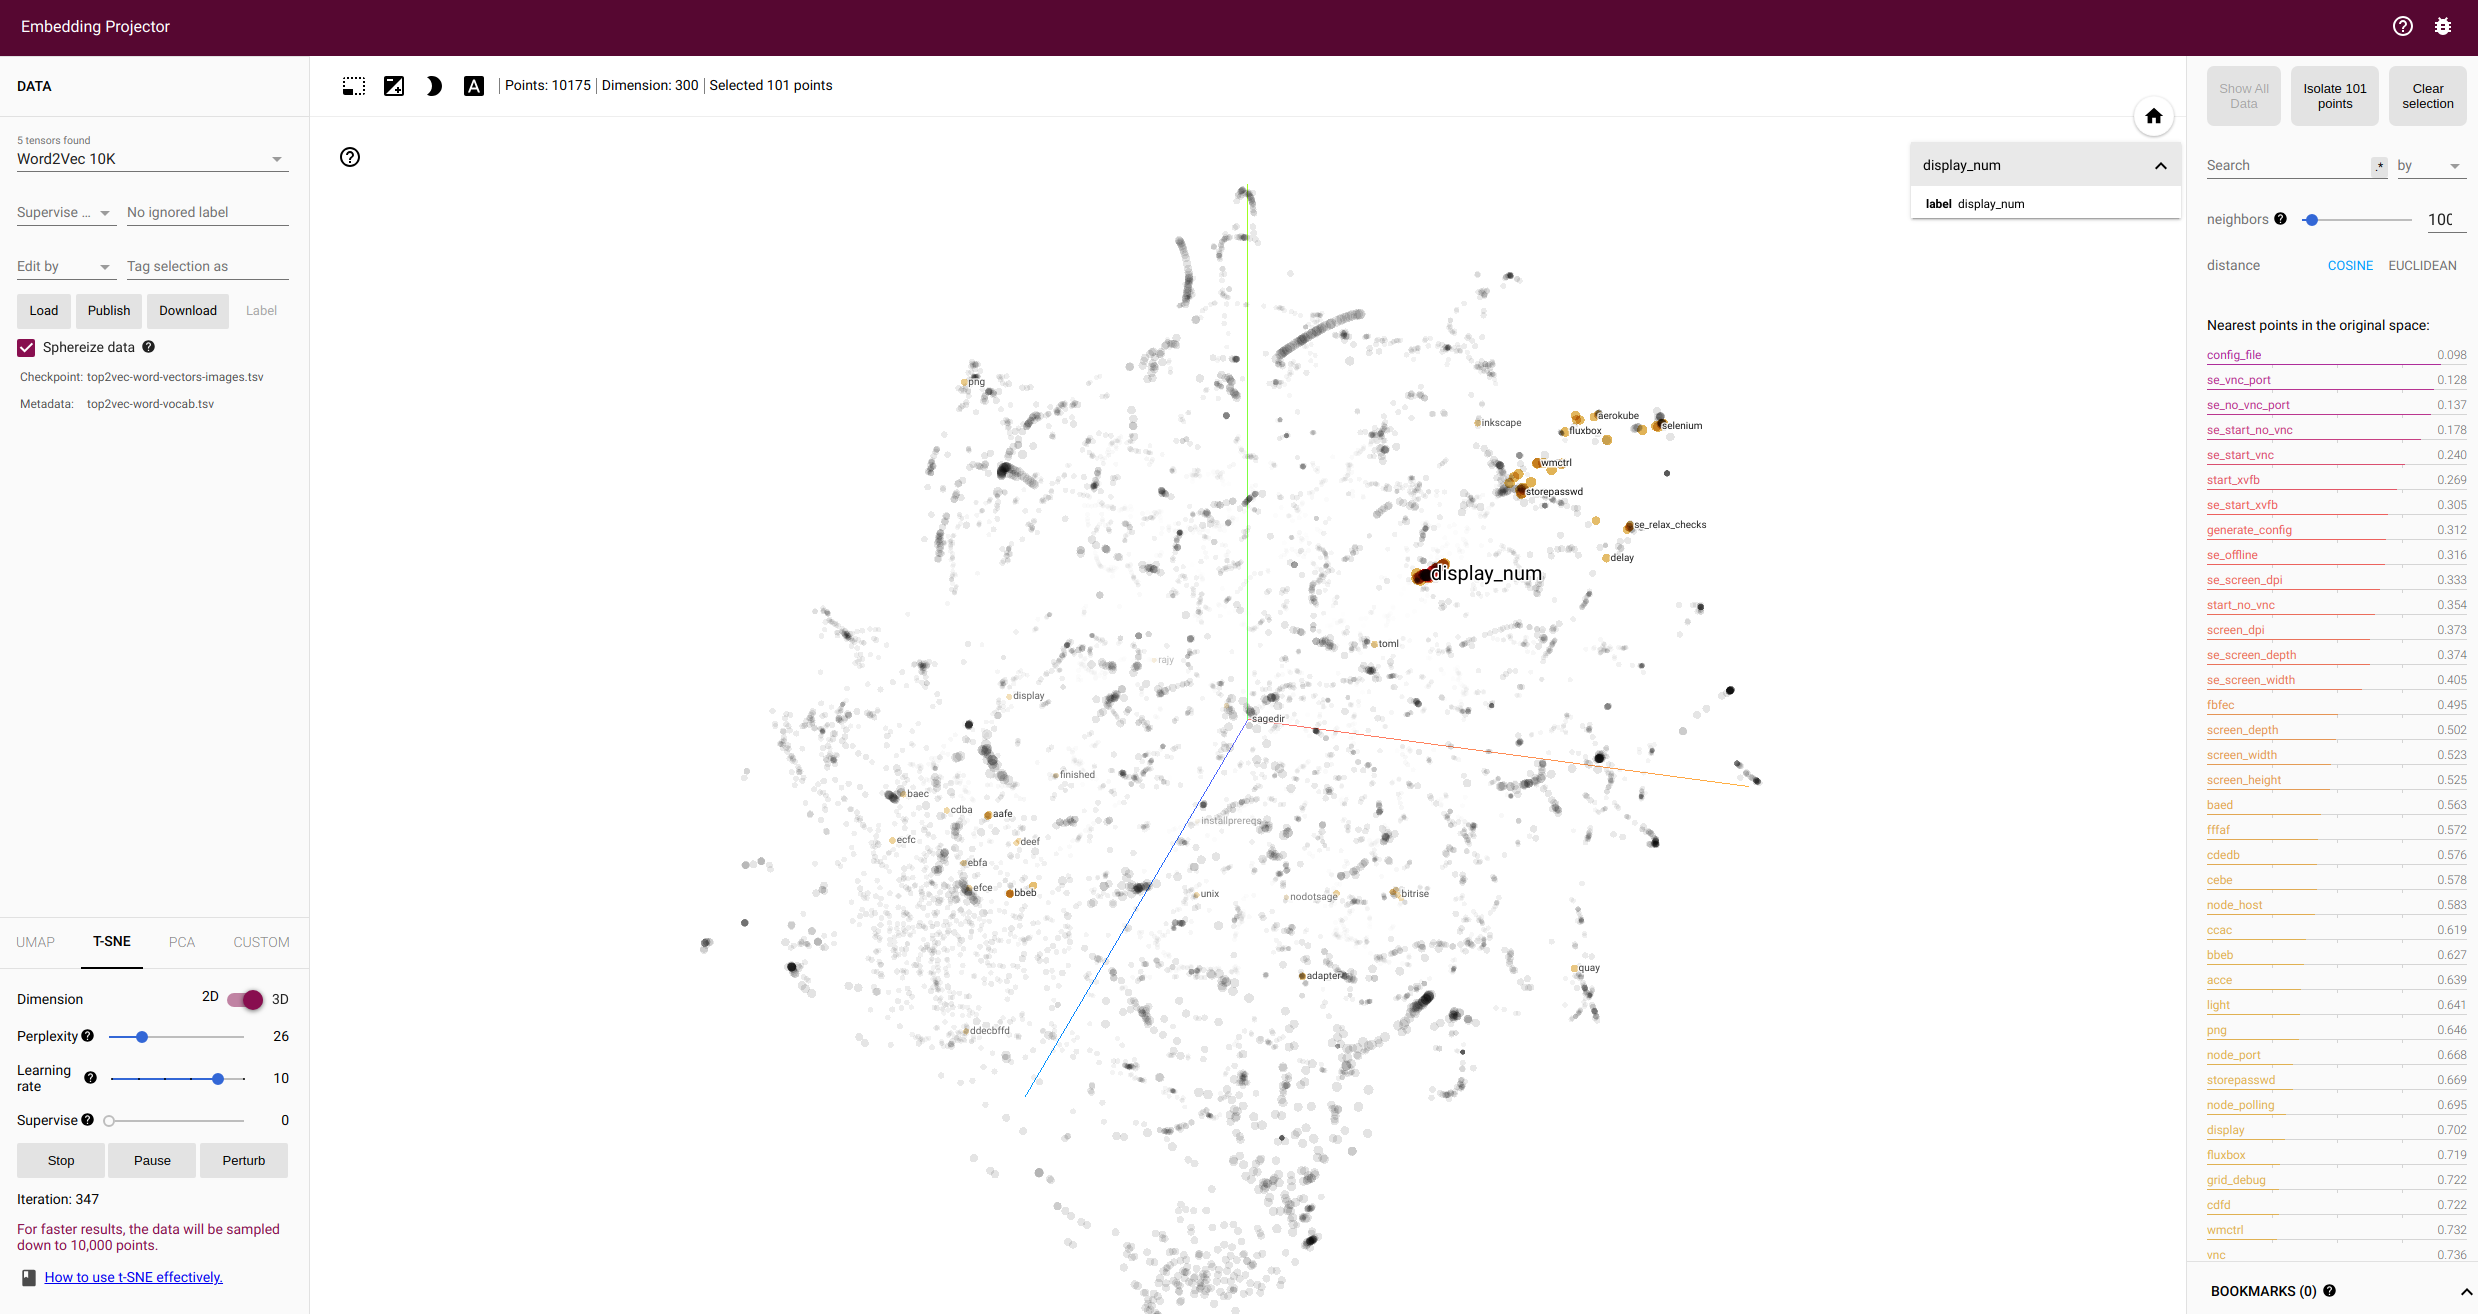 Embedding Projector
DATA
5 tensors found
Word2Vec 10K
Supervise ...
No ignored label
Edit by
Tag selection as
Load
Publish
Download
Label
Sphereize data
Checkpoint: top2vec-word-vectors-images.tsv
Metadata: top2vec-word-vocab.tsv
UMAP
T-SNE
PCA
CUSTOM
Dimension 2D 3D
Perplexity 26
Learning
rate 10
Supervise 0
Stop
Pause
Perturb
Iteration: 347
For faster results, the data will be sampled
down to 10,000 points.
How to use t-SNE effectively.
A
Points: 10175 | Dimension: 300 | Selected 101 points
display_num
label display_num
png
inkscape
aerokube
fluxbox
selenium
wmctrl
storepasswd
se_relax_checks
delay
display_num
toml
rajy
display
sagedir
finished
baec
cdba
aafe
installprereqs
ecfc
deef
ebfa
efce
bbeb
unix
nodotsage
bitrise
adapter
quay
ddecbffd
Show All
Data
Isolate 101
points
Clear
selection
Search
.*
by
neighbors 100
distance
COSINE
EUCLIDEAN
Nearest points in the original space:
config_file 0.098
se_vnc_port 0.128
se_no_vnc_port 0.137
se_start_no_vnc 0.178
se_start_vnc 0.240
start_xvfb 0.269
se_start_xvfb 0.305
generate_config 0.312
se_offline 0.316
se_screen_dpi 0.333
start_no_vnc 0.354
screen_dpi 0.373
se_screen_depth 0.374
se_screen_width 0.405
fbfec 0.495
screen_depth 0.502
screen_width 0.523
screen_height 0.525
baed 0.563
fffaf 0.572
cdedb 0.576
cebe 0.578
node_host 0.583
ccac 0.619
bbeb 0.627
acce 0.639
light 0.641
png 0.646
node_port 0.668
storepasswd 0.669
node_polling 0.695
display 0.702
fluxbox 0.719
grid_debug 0.722
cdfd 0.722
wmctrl 0.732
vnc 0.736
BOOKMARKS (0)